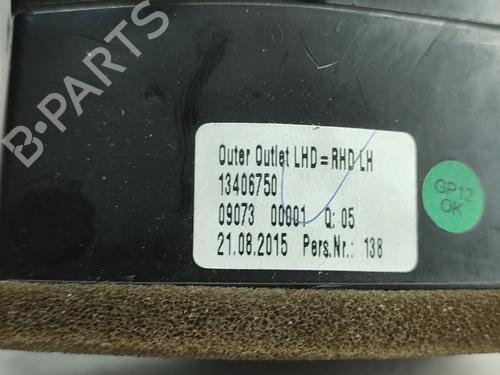 B-PARTS
Outer Outlet LHD = RHD LH
13406750
09073 00001 Q: 05
21.08.2015 Pers.Nr.: 138
GP12
OK